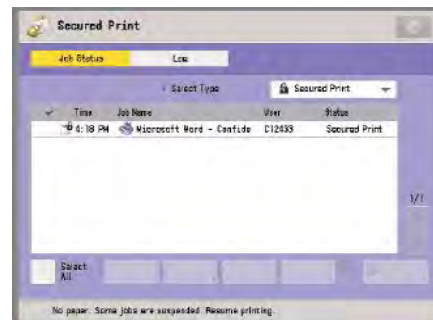 Secured Print
Job Status Log
Select Type Secured Print
Time Job Name User Status
4:18 PM Microsoft Word - Confide C12433 Secured Print
1/1
Select
All
No paper. Some jobs are suspended. Resume printing.